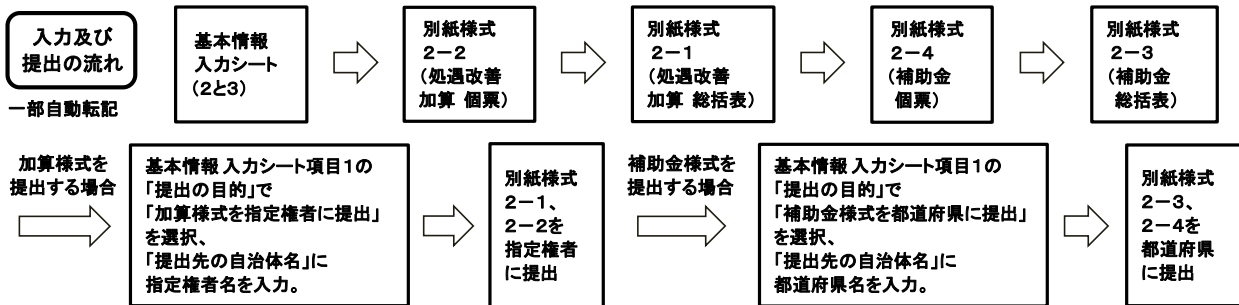 入力及び
提出の流れ
一部自動転記
基本情報
入力シート
(2と3)
別紙様式
2-2
(処遇改善
加算 個票)
別紙様式
2-1
(処遇改善
加算 総括表)
別紙様式
2-4
(補助金
個票)
別紙様式
2-3
(補助金
総括表)
加算様式を
提出する場合
基本情報 入力シート項目1の
「提出の目的」で
「加算様式を指定権者に提出」
を選択、
「提出先の自治体名」に
指定権者名を入力。
別紙様式
2-1、
2-2を
指定権者
に提出
補助金様式を
提出する場合
基本情報 入力シート項目1の
「提出の目的」で
「補助金様式を都道府県に提出」
を選択、
「提出先の自治体名」に
都道府県名を入力。
別紙様式
2-3、
2-4を
都道府県
に提出